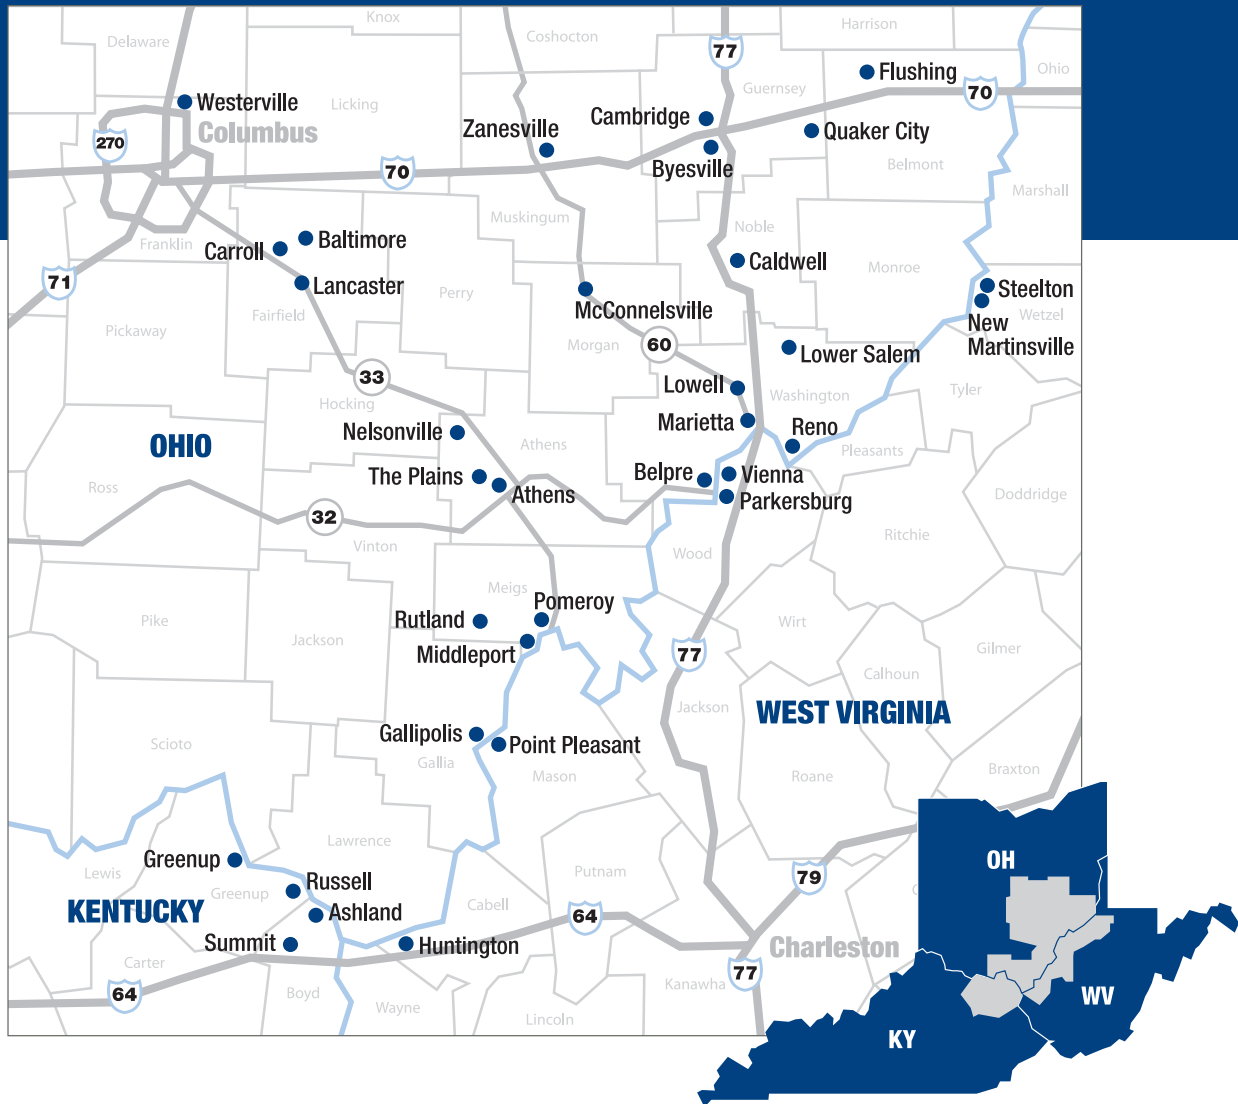 Knox
Harrison
Delaware
Coshocton
77
Flushing
Ohio
Guernsey
70
Westerville
Licking
Columbus
Zanesville
Cambridge
Quaker City
270
Byesville
70
Belmont
Marshall
Muskingum
Noble
Franklin
Carroll
Baltimore
Caldwell
Monroe
71
Lancaster
Perry
Steelton
Fairfield
McConnelsville
Wetzel
New
Martinsville
Pickaway
Morgan
60
Lower Salem
33
Lowell
Tyler
Hocking
Washington
Marietta
Reno
Nelsonville
OHIO
Athens
Pleasants
The Plains
Belpre
Vienna
Ross
Athens
Parkersburg
Doddridge
32
Ritchie
Vinton
Wood
Meigs
Pomeroy
Pike
Rutland
Wirt
Jackson
Middleport
77
Gilmer
Calhoun
Jackson
WEST VIRGINIA
Gallipolis
Point Pleasant
Scioto
Gallia
Mason
Roane
Braxton
Lawrence
Greenup
OH
Lewis
Putnam
79
Russell
Greenup
KENTUCKY
Ashland
Cabell
64
Summit
Huntington
Charleston
Carter
77
Kanawha
64
Boyd
Wayne
WV
Lincoln
KY